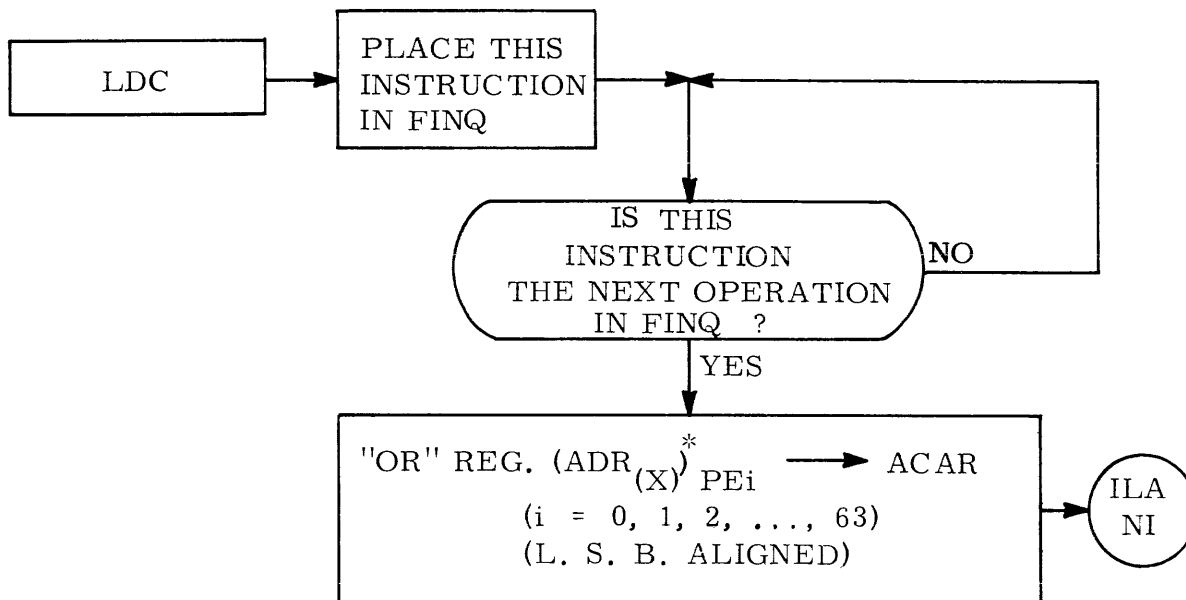 LDC
PLACE THIS
INSTRUCTION
IN FINQ
IS THIS
INSTRUCTION
THE NEXT OPERATION
IN FINQ ?
NO
YES
"OR" REG. (ADR(X))* PEi → ACAR
(i = 0, 1, 2, ..., 63)
(L. S. B. ALIGNED)
ILA
NI